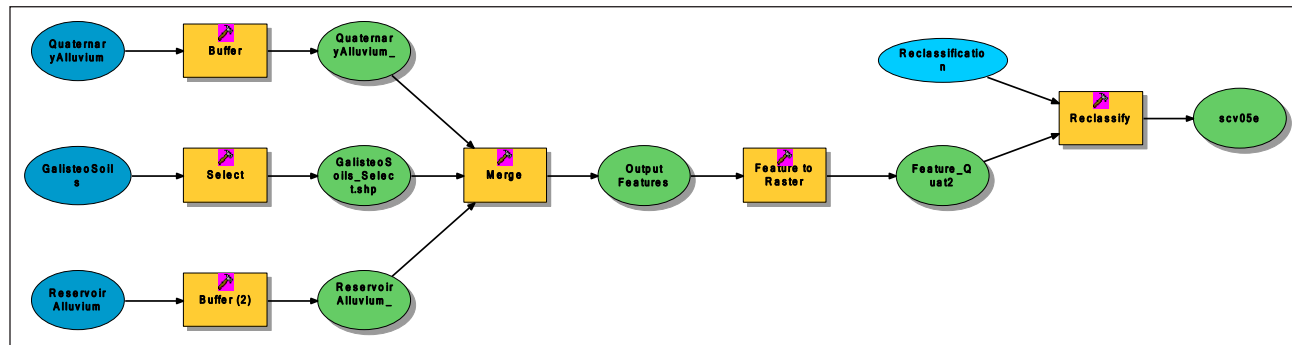 Quaternar
yAlluvium
Buffer
Quaternar
yAlluvium_
Reclassificatio
n
Reclassify
scv05e
GalisteoSoil
s
Select
GalisteoS
oils_Selec
t.shp
Merge
Output
Features
Feature to
Raster
Feature_Q
uat2
Reservoir
Alluvium
Buffer (2)
Reservoir
Alluvium_